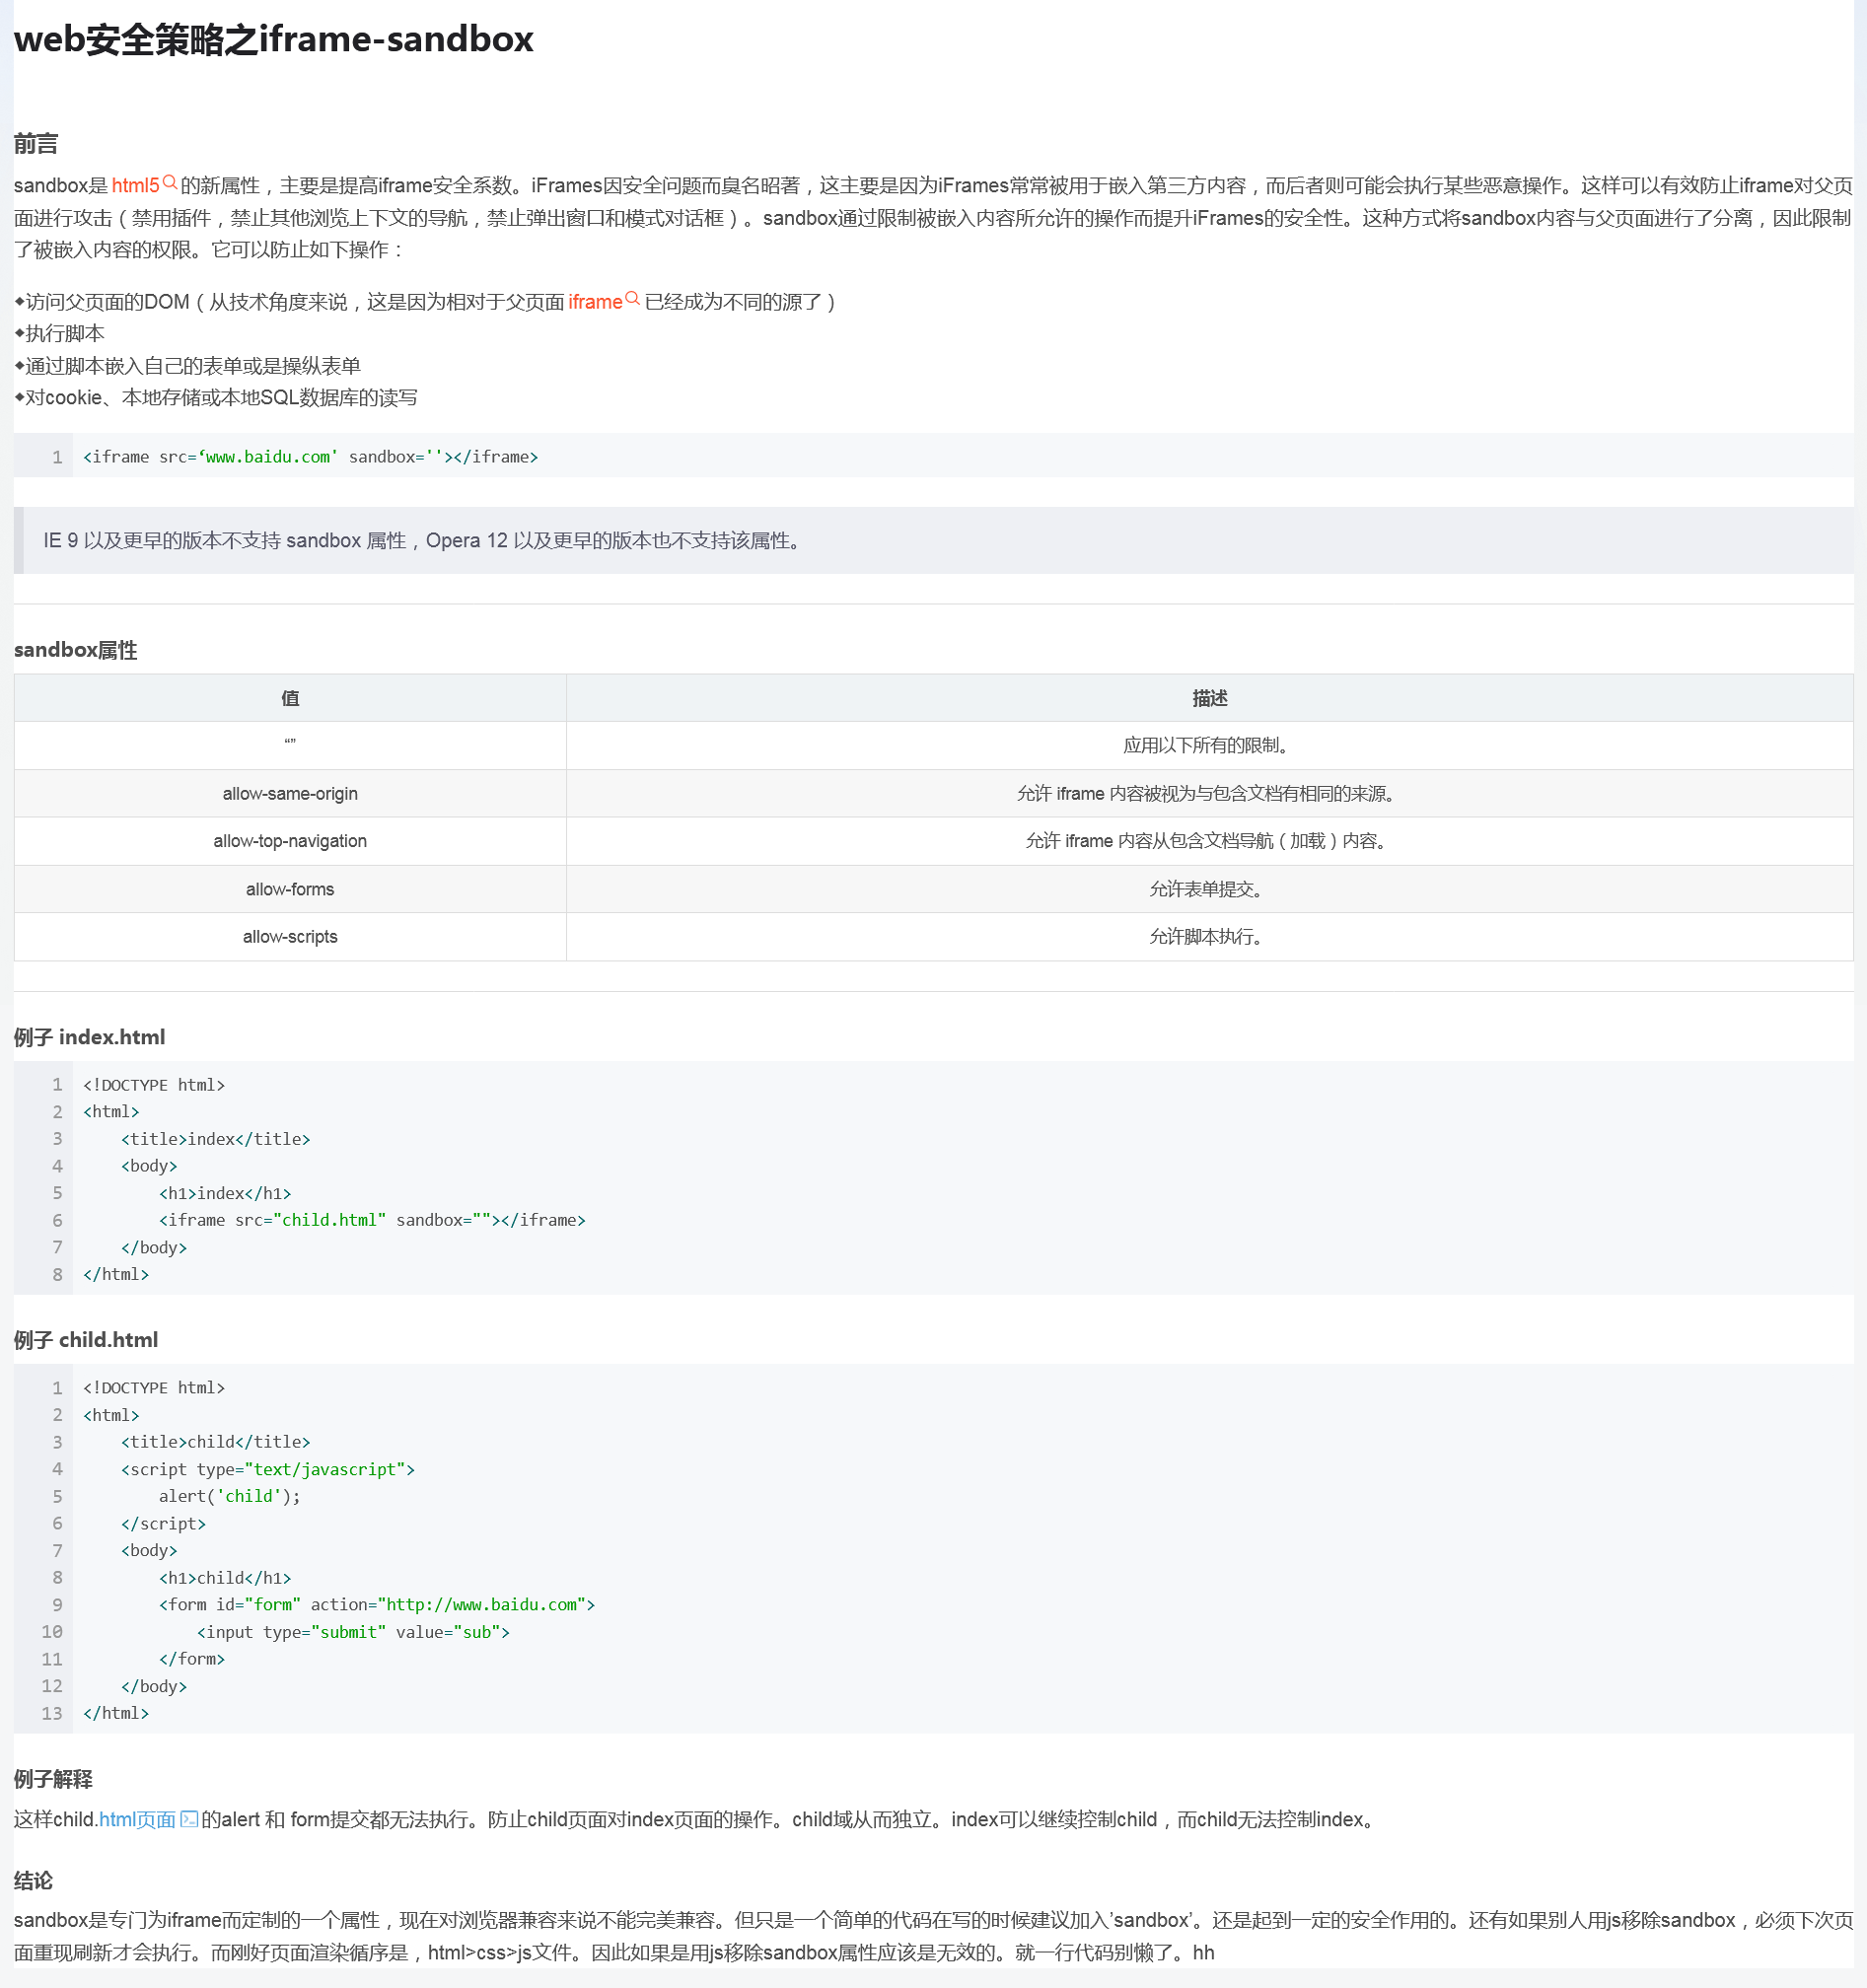 web安全策略之iframe-sandbox
前言
sandbox是 html5 的新属性，主要是提高iframe安全系数。iFrames因安全问题而臭名昭著，这主要是因为iFrames常常被用于嵌入第三方内容，而后者则可能会执行某些恶意操作。这样可以有效防止iframe对父页
面进行攻击（禁用插件，禁止其他浏览上下文的导航，禁止弹出窗口和模式对话框）。sandbox通过限制被嵌入内容所允许的操作而提升iFrames的安全性。这种方式将sandbox内容与父页面进行了分离，因此限制
了被嵌入内容的权限。它可以防止如下操作：
◆访问父页面的DOM（从技术角度来说，这是因为相对于父页面 iframe 已经成为不同的源了）
◆执行脚本
◆通过脚本嵌入自己的表单或是操纵表单
◆对cookie、本地存储或本地SQL数据库的读写
1 <iframe src=‘www.baidu.com' sandbox=''></iframe>
IE 9 以及更早的版本不支持 sandbox 属性，Opera 12 以及更早的版本也不支持该属性。
sandbox属性
值 描述
“” 应用以下所有的限制。
allow-same-origin 允许 iframe 内容被视为与包含文档有相同的来源。
allow-top-navigation 允许 iframe 内容从包含文档导航（加载）内容。
allow-forms 允许表单提交。
allow-scripts 允许脚本执行。
例子 index.html
1 <!DOCTYPE html>
2 <html>
3     <title>index</title>
4     <body>
5         <h1>index</h1>
6         <iframe src="child.html" sandbox=""></iframe>
7     </body>
8 </html>
例子 child.html
1 <!DOCTYPE html>
2 <html>
3     <title>child</title>
4     <script type="text/javascript">
5         alert('child');
6     </script>
7     <body>
8         <h1>child</h1>
9         <form id="form" action="http://www.baidu.com">
10             <input type="submit" value="sub">
11         </form>
12     </body>
13 </html>
例子解释
这样child.html页面 的alert 和 form提交都无法执行。防止child页面对index页面的操作。child域从而独立。index可以继续控制child，而child无法控制index。
结论
sandbox是专门为iframe而定制的一个属性，现在对浏览器兼容来说不能完美兼容。但只是一个简单的代码在写的时候建议加入’sandbox’。还是起到一定的安全作用的。还有如果别人用js移除sandbox，必须下次页
面重现刷新才会执行。而刚好页面渲染循序是，html>css>js文件。因此如果是用js移除sandbox属性应该是无效的。就一行代码别懒了。hh